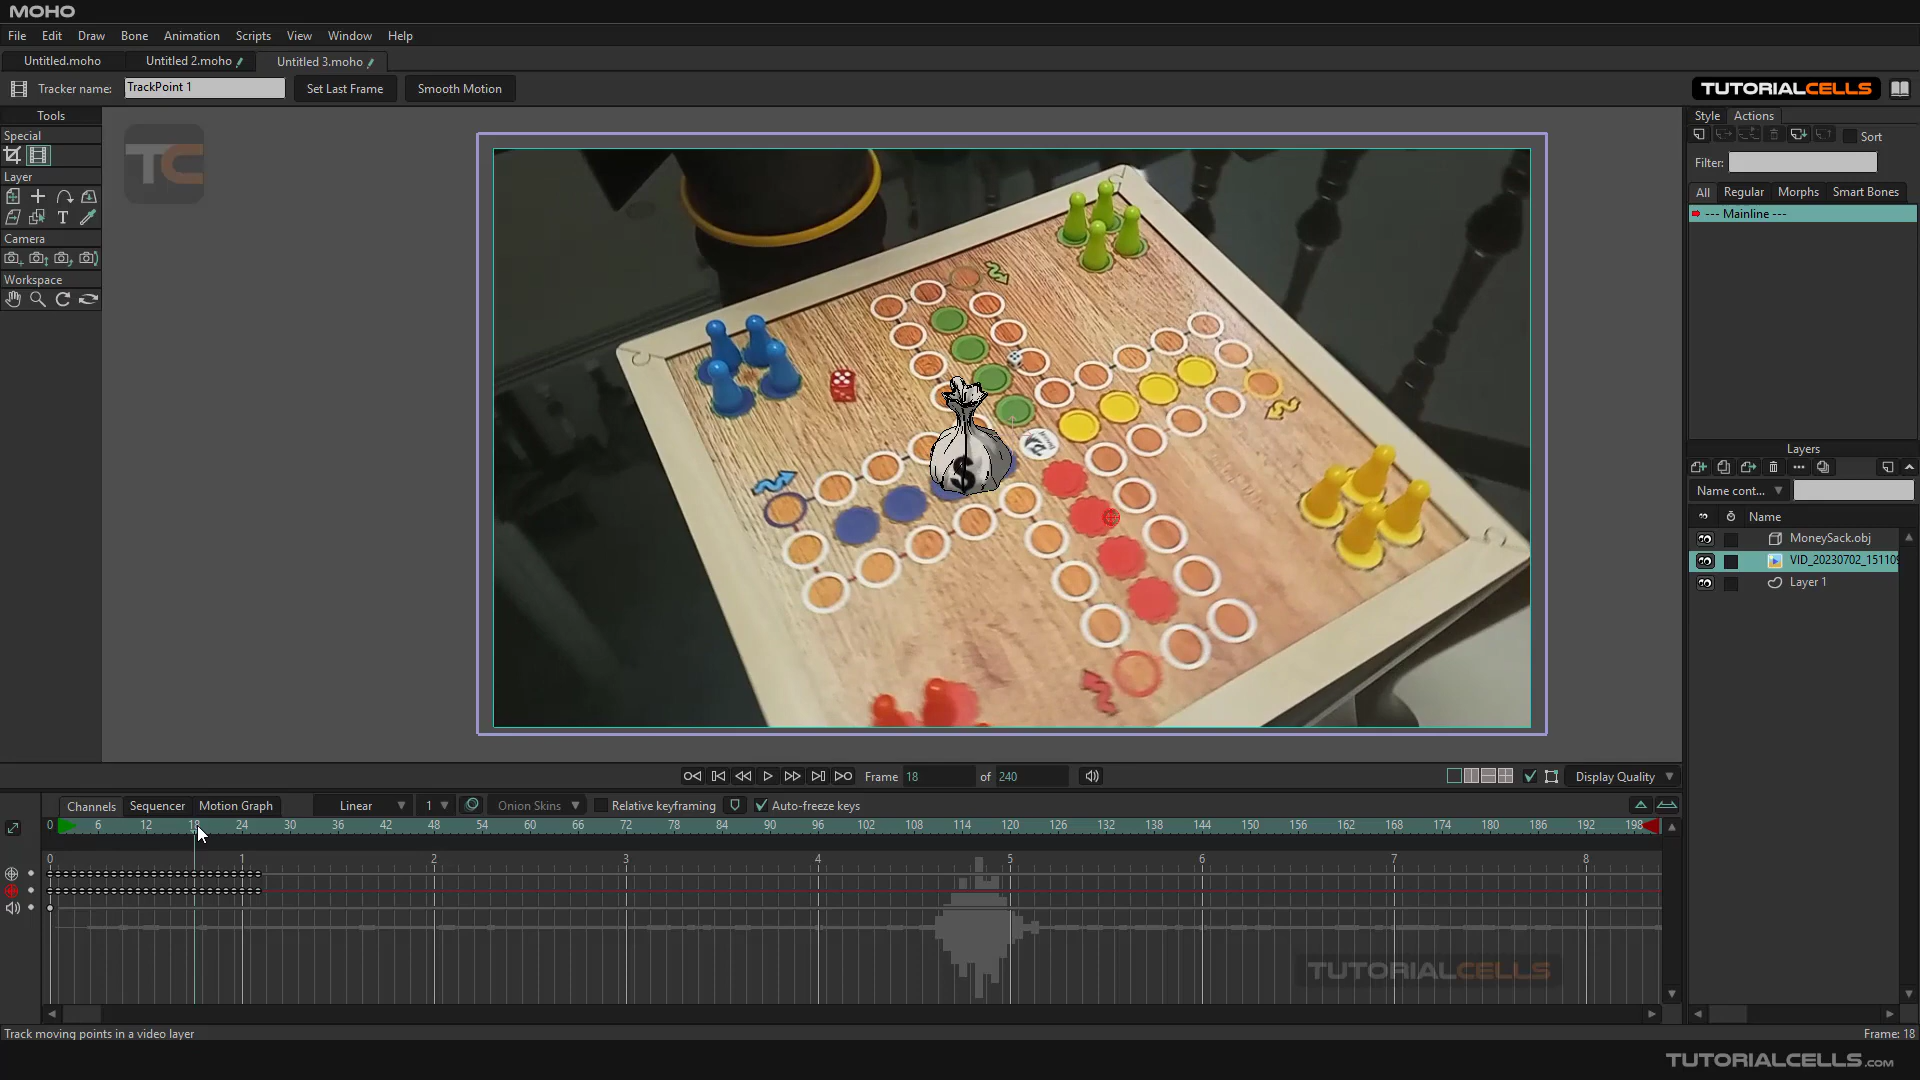 MOHO
File Edit Draw Bone Animation Scripts View Window Help
Untitled.moho Untitled 2.moho Untitled 3.moho
Tracker name: TrackPoint 1 Set Last Frame Smooth Motion
TUTORIALCELLS
Tools
Special
Layer
Camera
Workspace
TC
$
Style Actions
Sort
Filter:
All Regular Morphs Smart Bones
--- Mainline ---
Layers
Name cont...
Name
MoneySack.obj
VID_20230702_151109
Layer 1
Frame 18 of 240
Display Quality
Channels Sequencer Motion Graph Linear 1 Onion Skins Relative keyframing Auto-freeze keys
0 6 12 18 24 30 36 42 48 54 60 66 72 78 84 90 96 102 108 114 120 126 132 138 144 150 156 162 168 174 180 186 192 198
0 1 2 3 4 5 6 7 8
TUTORIALCELLS
Track moving points in a video layer
Frame: 18
TUTORIALCELLS.COM